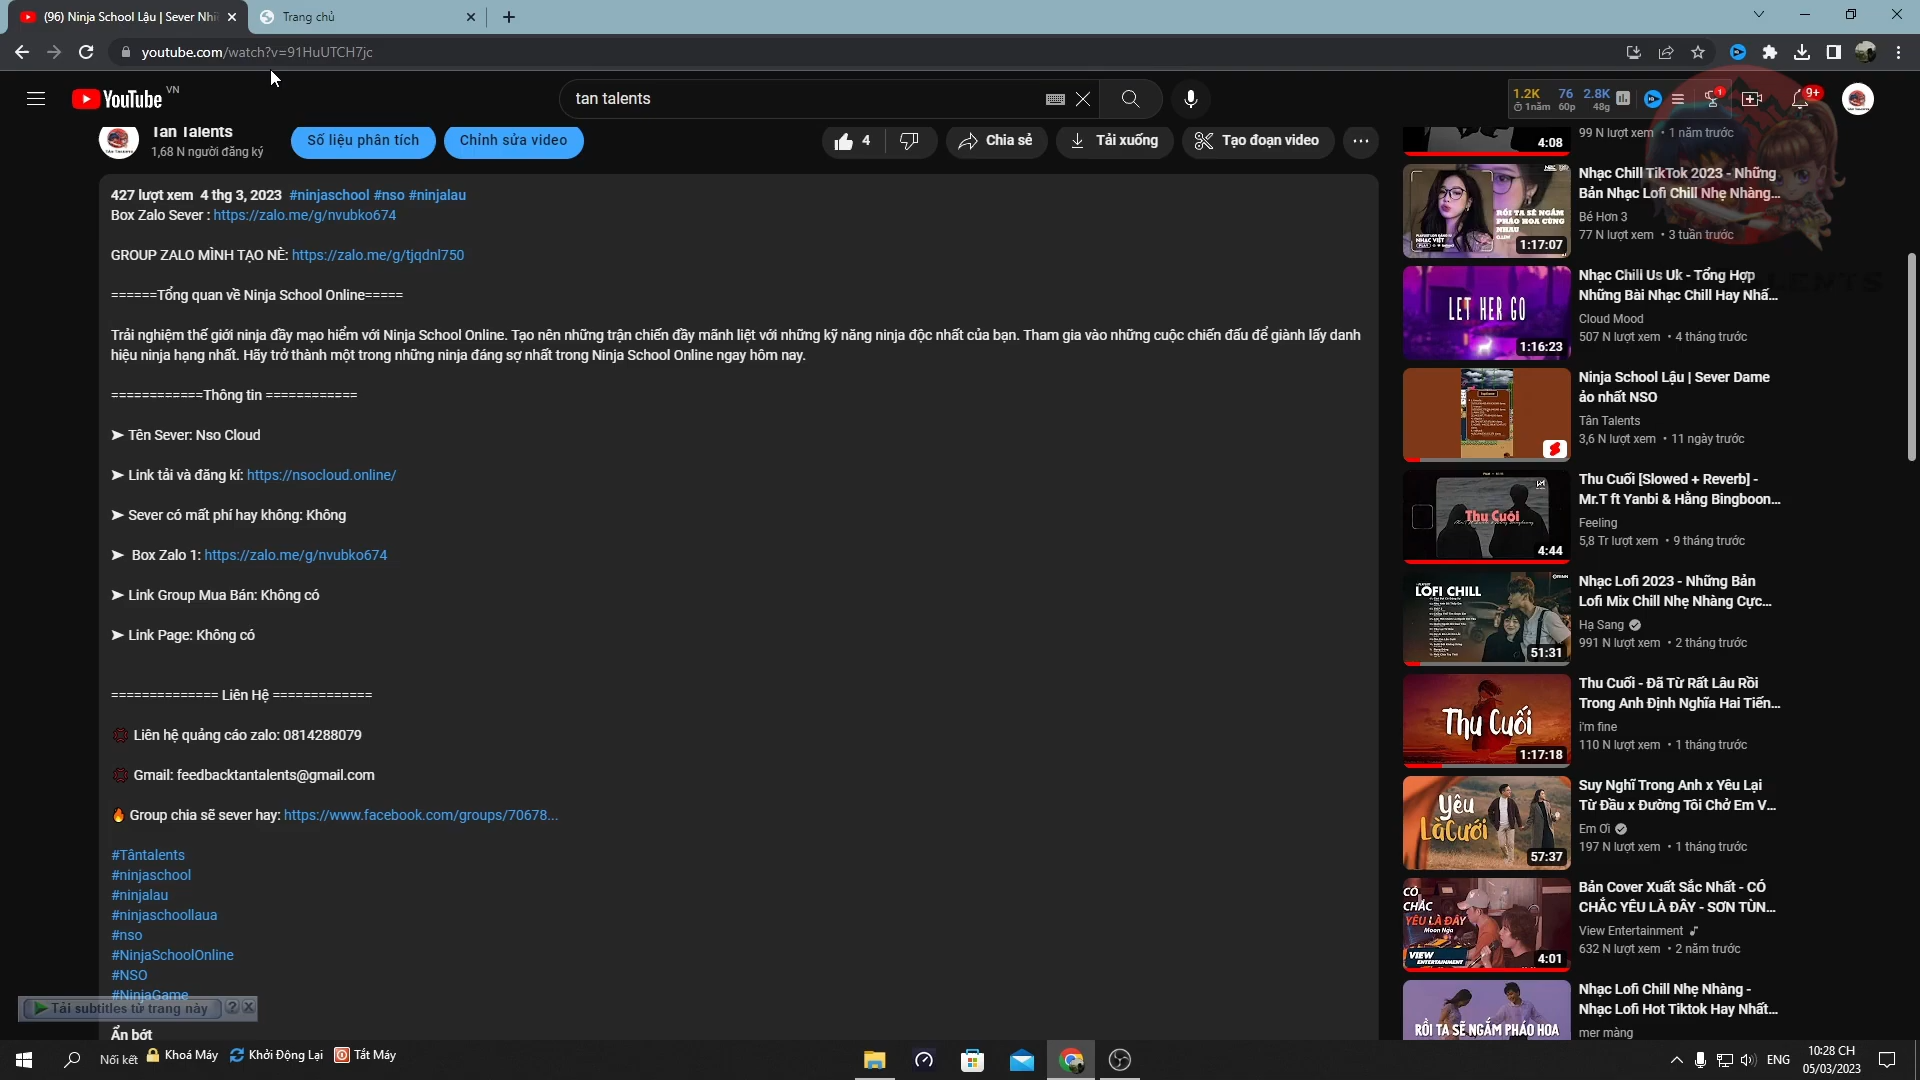 (96) Ninja School Lậu | Sever Nhi
Trang chủ
youtube.com/watch?v=91HuUTCH7jc
YouTube VN
tan talents
1.2K 76 2.8K
1năm 60p 48g
1
9+
Tân Talents
1,68 N người đăng ký
Số liệu phân tích
Chỉnh sửa video
4
Chia sẻ
Tải xuống
Tạo đoạn video
427 lượt xem 4 thg 3, 2023 #ninjaschool #nso #ninjalau
Box Zalo Sever : https://zalo.me/g/nvubko674
GROUP ZALO MÌNH TẠO NÈ: https://zalo.me/g/tjqdnl750
======Tổng quan về Ninja School Online=====
Trải nghiệm thế giới ninja đầy mạo hiểm với Ninja School Online. Tạo nên những trận chiến đầy mãnh liệt với những kỹ năng ninja độc nhất của bạn. Tham gia vào những cuộc chiến đấu để giành lấy danh
hiệu ninja hạng nhất. Hãy trở thành một trong những ninja đáng sợ nhất trong Ninja School Online ngay hôm nay.
============Thông tin ============
➤ Tên Sever: Nso Cloud
➤ Link tải và đăng kí: https://nsocloud.online/
➤ Sever có mất phí hay không: Không
➤ Box Zalo 1: https://zalo.me/g/nvubko674
➤ Link Group Mua Bán: Không có
➤ Link Page: Không có
============== Liên Hệ =============
💢 Liên hệ quảng cáo zalo: 0814288079
💢 Gmail: feedbacktantalents@gmail.com
🔥 Group chia sẽ sever hay: https://www.facebook.com/groups/70678...
#Tântalents
#ninjaschool
#ninjalau
#ninjaschoollaua
#nso
#NinjaSchoolOnline
#NSO
#NinjaGame
Ẩn bớt
Tải subtitles từ trang này
4:08
99 N lượt xem • 1 năm trước
RỒI TA SẼ NGẮM
PHÁO HOA CÙNG
NHAU
NHẠC VIỆT
1:17:07
Nhạc Chill TikTok 2023 - Những
Bản Nhạc Lofi Chill Nhẹ Nhàng...
Bé Hơn 3
77 N lượt xem • 3 tuần trước
LET HER GO
1:16:23
Nhạc Chill Us Uk - Tổng Hợp
Những Bài Nhạc Chill Hay Nhấ...
Cloud Mood
507 N lượt xem • 4 tháng trước
Ninja School Lậu | Sever Dame
ảo nhất NSO
Tân Talents
3,6 N lượt xem • 11 ngày trước
Thu Cuối
4:44
Thu Cuối [Slowed + Reverb] -
Mr.T ft Yanbi & Hằng Bingboon...
Feeling
5,8 Tr lượt xem • 9 tháng trước
LOFI CHILL
51:31
Nhạc Lofi 2023 - Những Bản
Lofi Mix Chill Nhẹ Nhàng Cực...
Hạ Sang
991 N lượt xem • 2 tháng trước
Thu Cuối
1:17:18
Thu Cuối - Đã Từ Rất Lâu Rồi
Trong Anh Định Nghĩa Hai Tiến...
i'm fine
110 N lượt xem • 1 tháng trước
Yêu
Là Cưới
57:37
Suy Nghĩ Trong Anh x Yêu Lại
Từ Đầu x Đường Tôi Chở Em V...
Em Ơi
197 N lượt xem • 1 tháng trước
CÓ
CHẮC
YÊU LÀ ĐÂY
Moon Nga
VIEW
ENTERTAINMENT
4:01
Bản Cover Xuất Sắc Nhất - CÓ
CHẮC YÊU LÀ ĐÂY - SƠN TÙN...
View Entertainment
632 N lượt xem • 2 năm trước
RỒI TA SẼ NGẮM PHÁO HOA
Nhạc Lofi Chill Nhẹ Nhàng -
Nhạc Lofi Hot Tiktok Hay Nhất...
mer màng
Nối kết
Khoá Máy
Khởi Động Lại
Tắt Máy
ENG
10:28 CH
05/03/2023